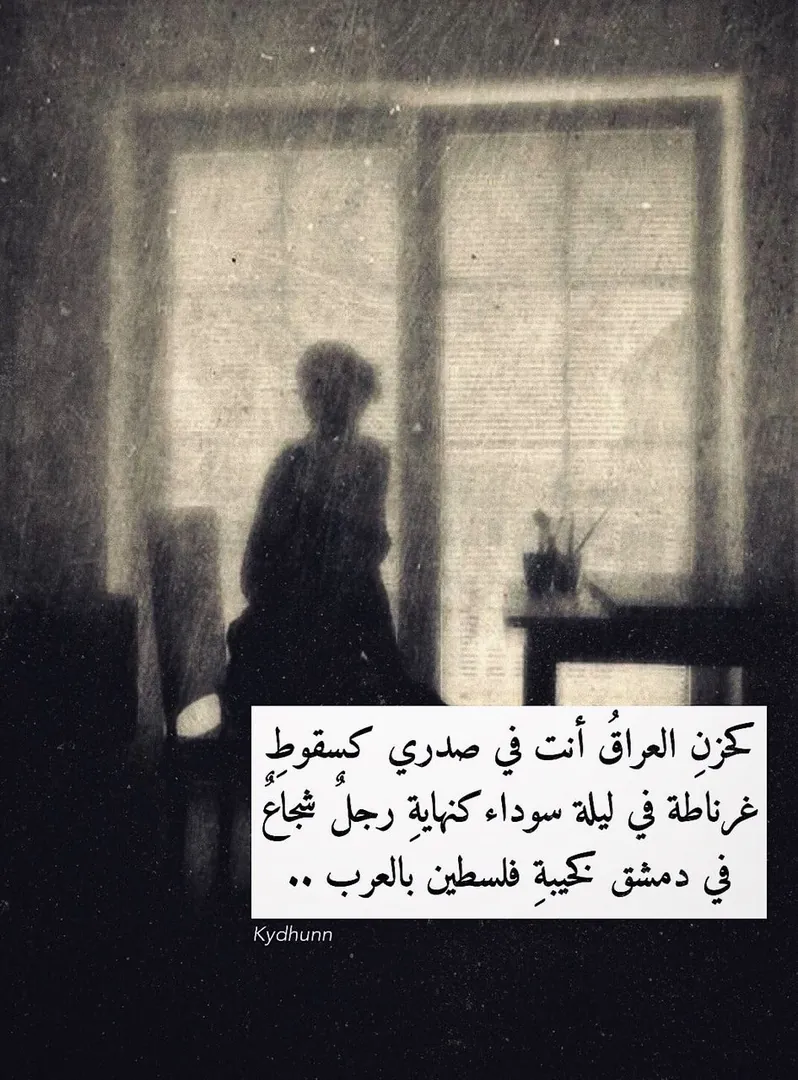 كحزنِ العراقُ أنت في صدري كسقوطِ
غرناطة في ليلة سوداء كنهايةِ رجلٌ شجاعٌ
في دمشق كخيبةِ فلسطين بالعرب ..
Kydhunn